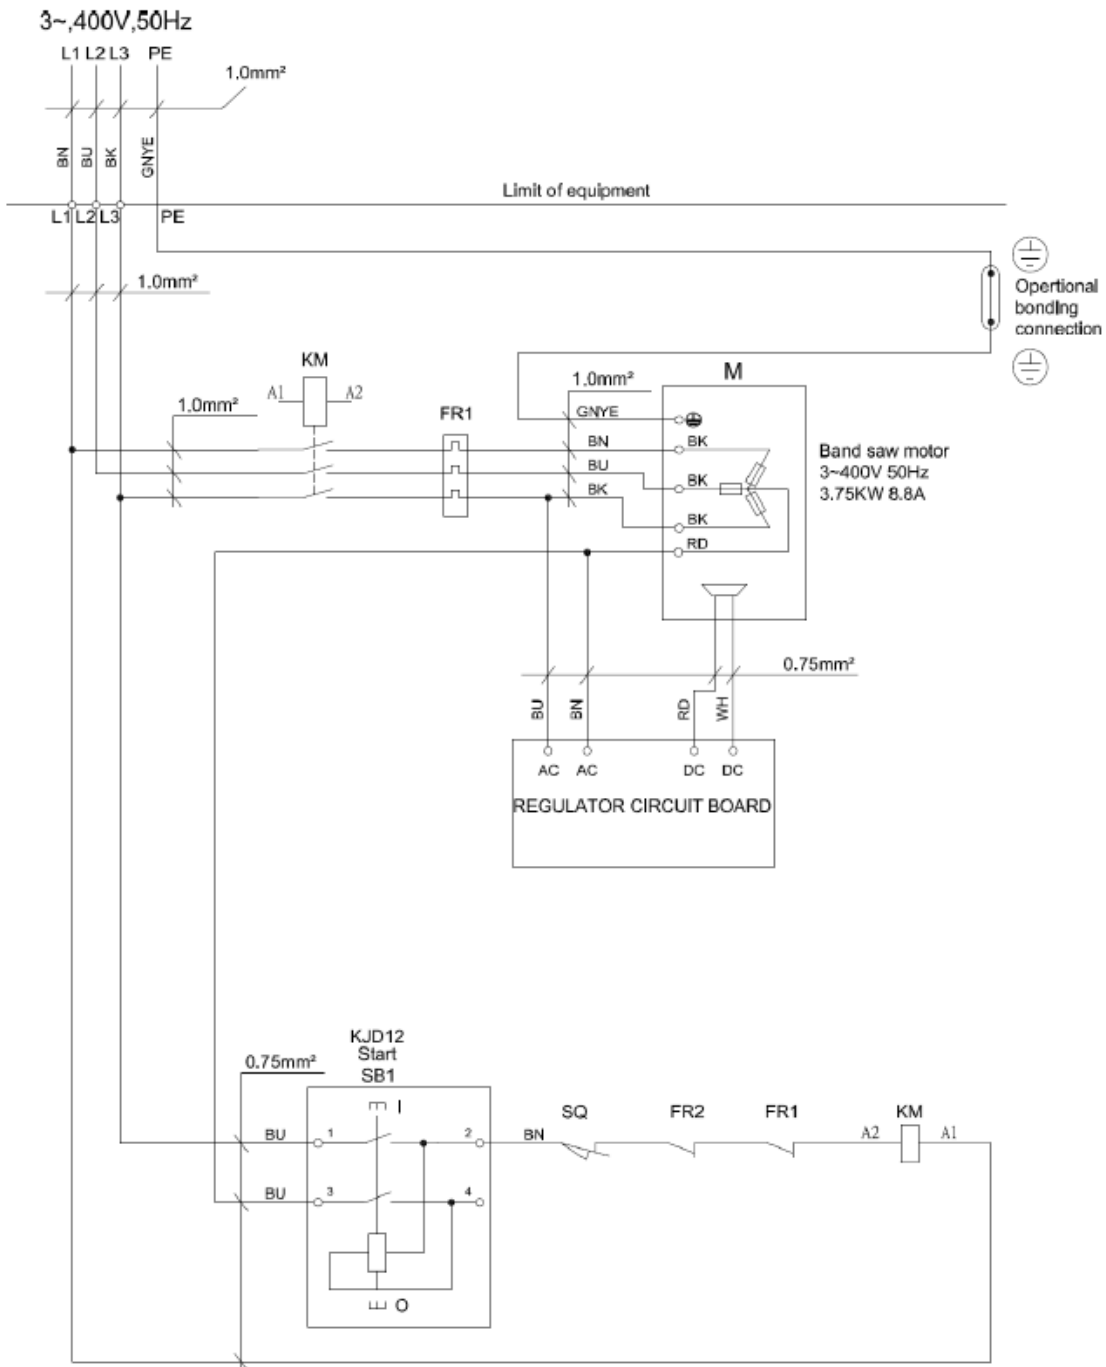 3~,400V,50Hz
L1 L2 L3 PE
1.0mm²
BN BU BK GNYE
Limit of equipment
L1 L2 L3 PE
1.0mm²
Opertional
bonding
connection
KM
A1 A2
1.0mm²
FR1
1.0mm²
M
GNYE
BN BK
BU
BK BK
BK
RD
Band saw motor
3~400V 50Hz
3.75KW 8.8A
0.75mm²
BU BN RD WH
AC AC DC DC
REGULATOR CIRCUIT BOARD
KJD12
Start
SB1
0.75mm²
I
BU 1 2 BN SQ FR2 FR1 A2 KM A1
BU 3 4
O